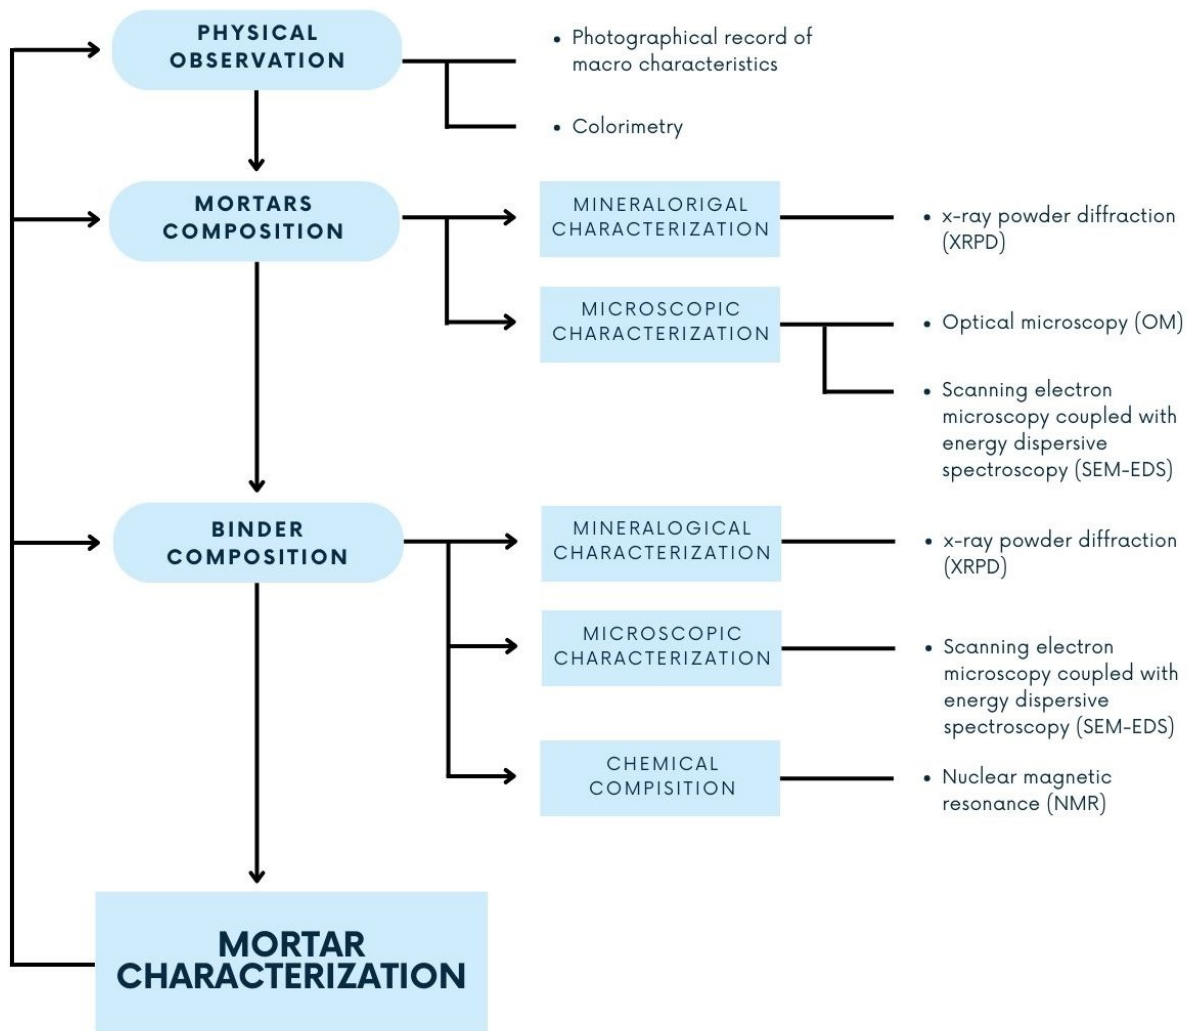 PHYSICAL
OBSERVATION
• Photographical record of
macro characteristics
• Colorimetry
MORTARS
COMPOSITION
MINERALORIGAL
CHARACTERIZATION
• x-ray powder diffraction
(XRPD)
MICROSCOPIC
CHARACTERIZATION
• Optical microscopy (OM)
• Scanning electron
microscopy coupled with
energy dispersive
spectroscopy (SEM-EDS)
BINDER
COMPOSITION
MINERALOGICAL
CHARACTERIZATION
• x-ray powder diffraction
(XRPD)
MICROSCOPIC
CHARACTERIZATION
• Scanning electron
microscopy coupled with
energy dispersive
spectroscopy (SEM-EDS)
CHEMICAL
COMPISITION
• Nuclear magnetic
resonance (NMR)
MORTAR
CHARACTERIZATION